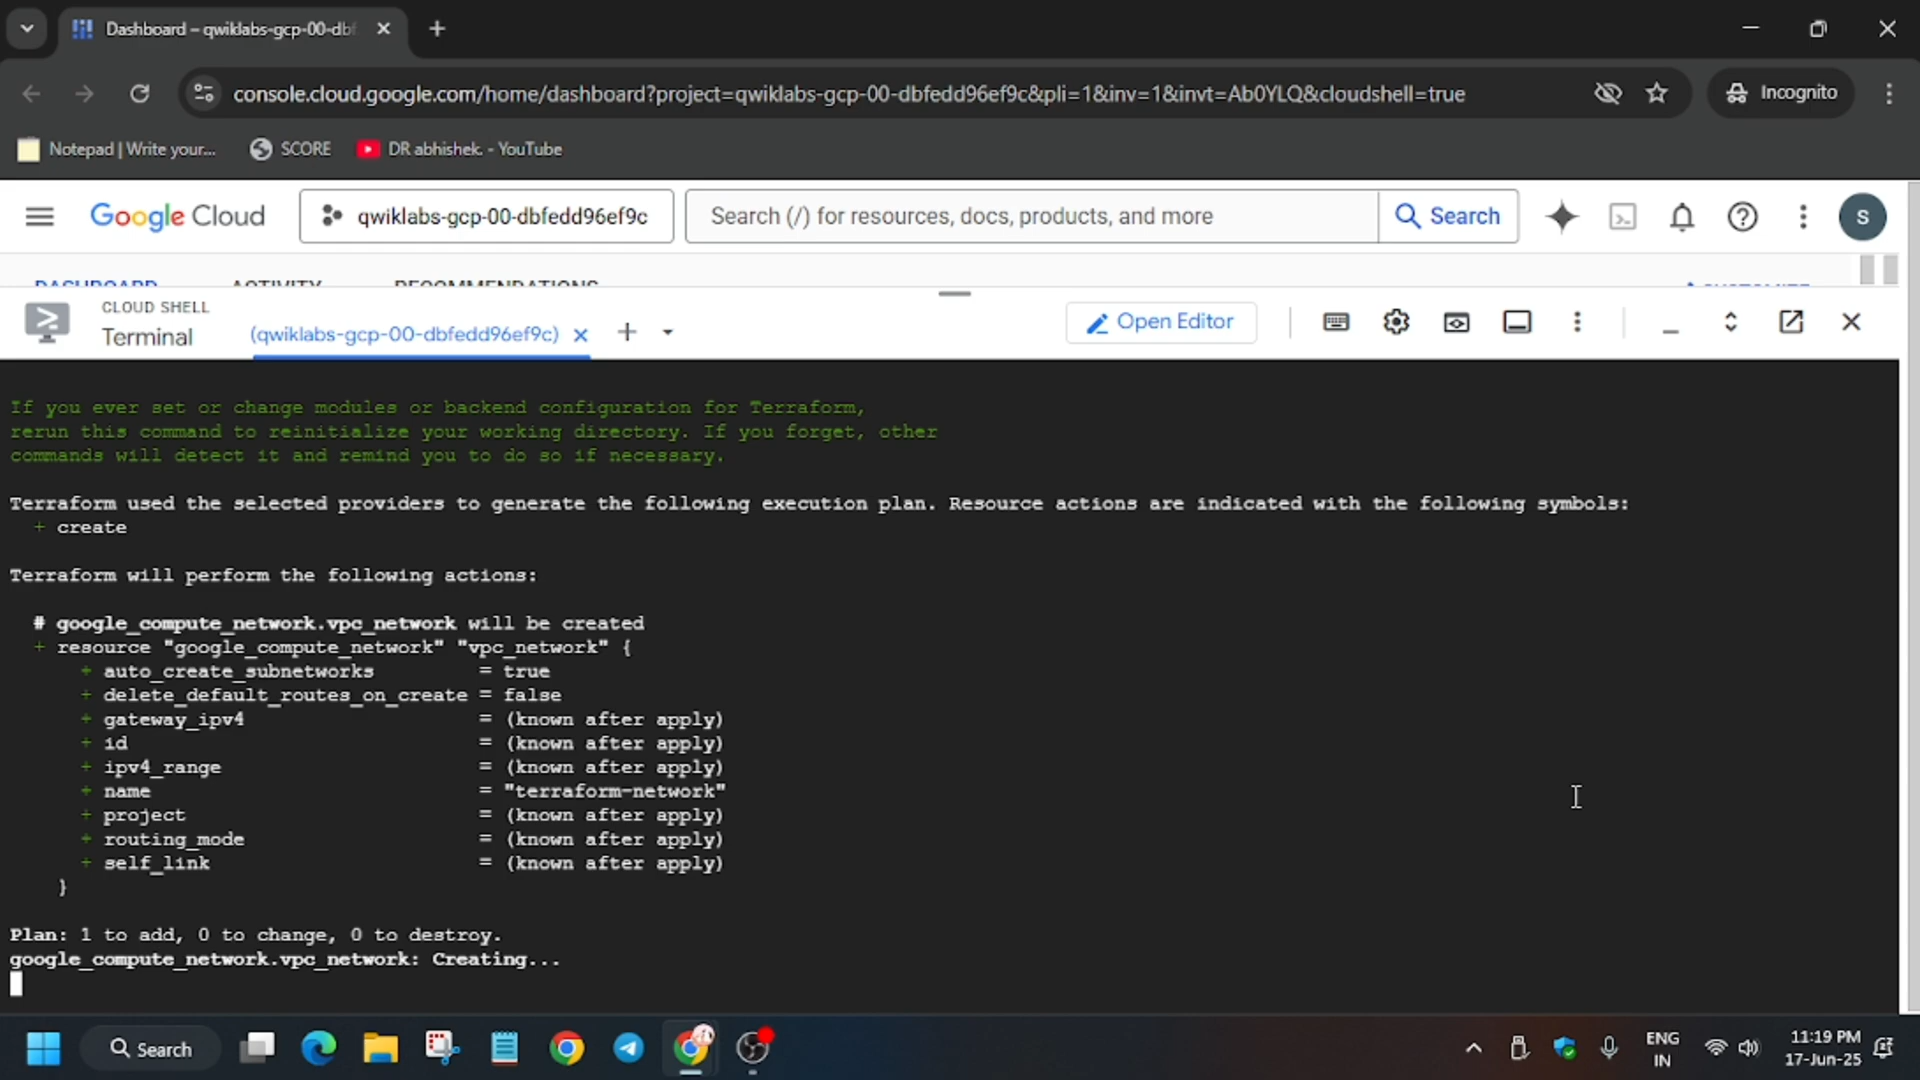 Dashboard – qwiklabs-gcp-00-dbf
console.cloud.google.com/home/dashboard?project=qwiklabs-gcp-00-dbfedd96ef9c&pli=1&inv=1&invt=Ab0YLQ&cloudshell=true
Incognito
Notepad | Write your...
SCORE
DR abhishek. - YouTube
Google Cloud
qwiklabs-gcp-00-dbfedd96ef9c
Search (/) for resources, docs, products, and more
Search
S
DASHBOARD
ACTIVITY
RECOMMENDATIONS
CUSTOMIZE
CLOUD SHELL
Terminal
(qwiklabs-gcp-00-dbfedd96ef9c)
Open Editor
If you ever set or change modules or backend configuration for Terraform,
rerun this command to reinitialize your working directory. If you forget, other
commands will detect it and remind you to do so if necessary.
Terraform used the selected providers to generate the following execution plan. Resource actions are indicated with the following symbols:
+ create
Terraform will perform the following actions:
# google_compute_network.vpc_network will be created
+ resource "google_compute_network" "vpc_network" {
+ auto_create_subnetworks = true
+ delete_default_routes_on_create = false
+ gateway_ipv4 = (known after apply)
+ id = (known after apply)
+ ipv4_range = (known after apply)
+ name = "terraform-network"
+ project = (known after apply)
+ routing_mode = (known after apply)
+ self_link = (known after apply)
}
Plan: 1 to add, 0 to change, 0 to destroy.
google_compute_network.vpc_network: Creating...
Search
ENG
IN
11:19 PM
17-Jun-25